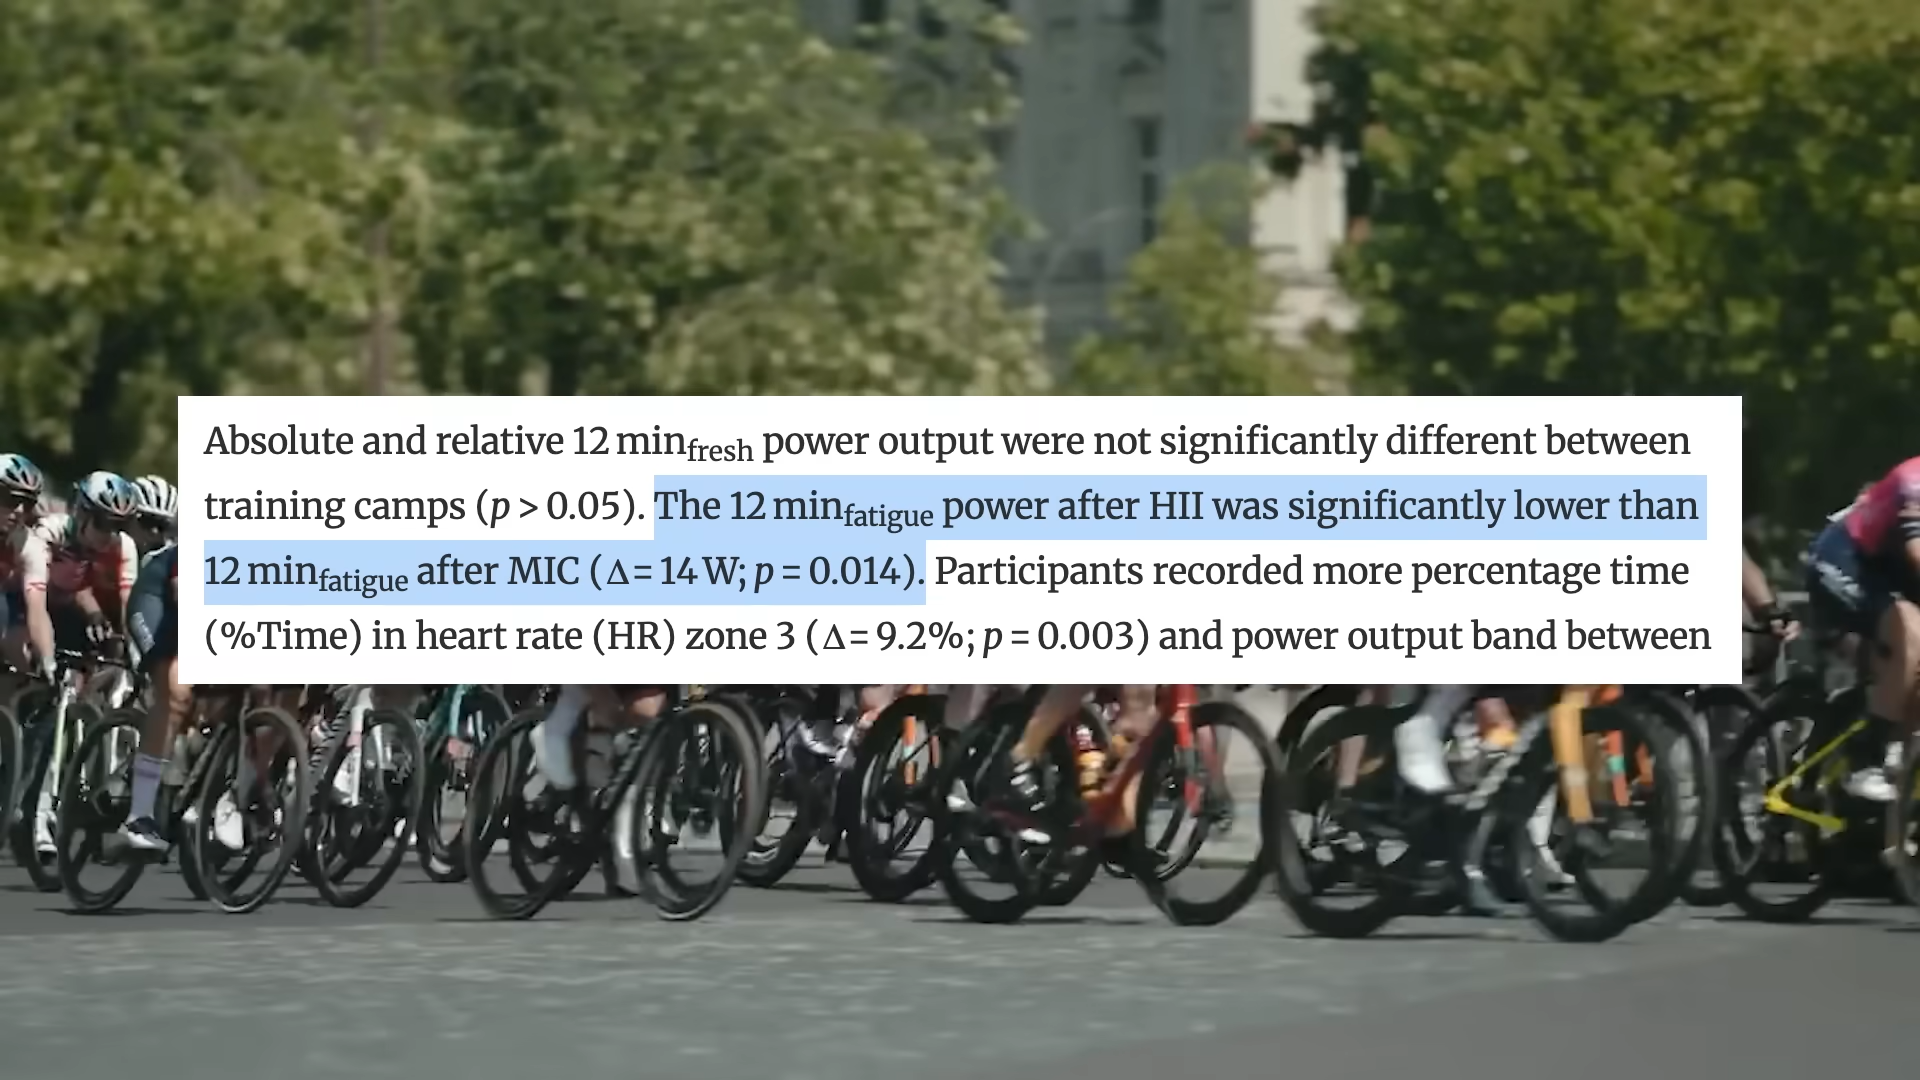 Absolute and relative 12 minfresh power output were not significantly different between
training camps (p > 0.05). The 12 minfatigue power after HII was significantly lower than
12 minfatigue after MIC (Δ= 14 W; p = 0.014). Participants recorded more percentage time
(%Time) in heart rate (HR) zone 3 (Δ= 9.2%; p = 0.003) and power output band between